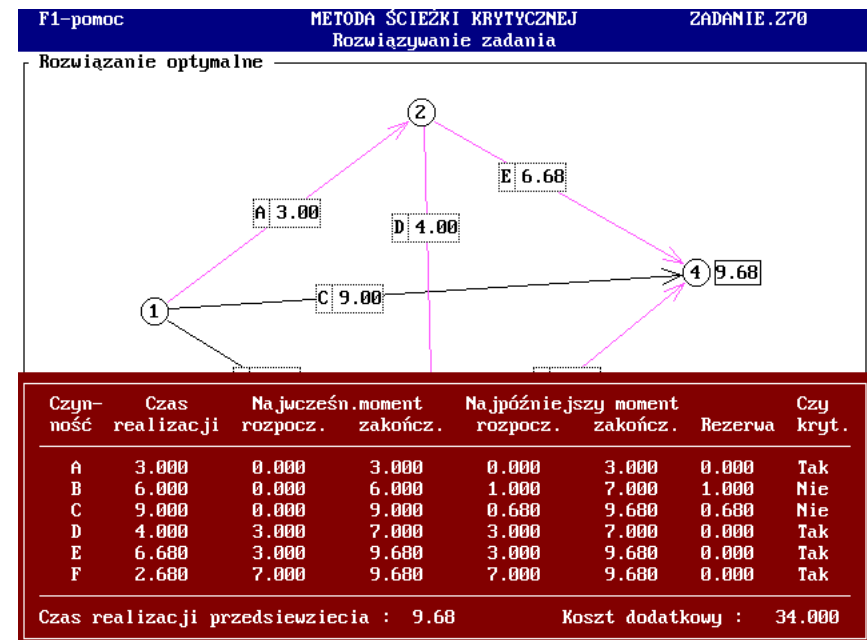 F1-pomoc METODA ŚCIEŻKI KRYTYCZNEJ ZADANIE.Z70
Rozwiązywanie zadania
Rozwiązanie optymalne
2
E 6.68
A 3.00
D 4.00
4 9.68
C 9.00
1
Czyn- Czas Najwcześn.moment Najpóźniejszy moment Czy
ność realizacji rozpocz. zakończ. rozpocz. zakończ. Rezerwa kryt.
A 3.000 0.000 3.000 0.000 3.000 0.000 Tak
B 6.000 0.000 6.000 1.000 7.000 1.000 Nie
C 9.000 0.000 9.000 0.680 9.680 0.680 Nie
D 4.000 3.000 7.000 3.000 7.000 0.000 Tak
E 6.680 3.000 9.680 3.000 9.680 0.000 Tak
F 2.680 7.000 9.680 7.000 9.680 0.000 Tak
Czas realizacji przedsiewziecia : 9.68 Koszt dodatkowy : 34.000